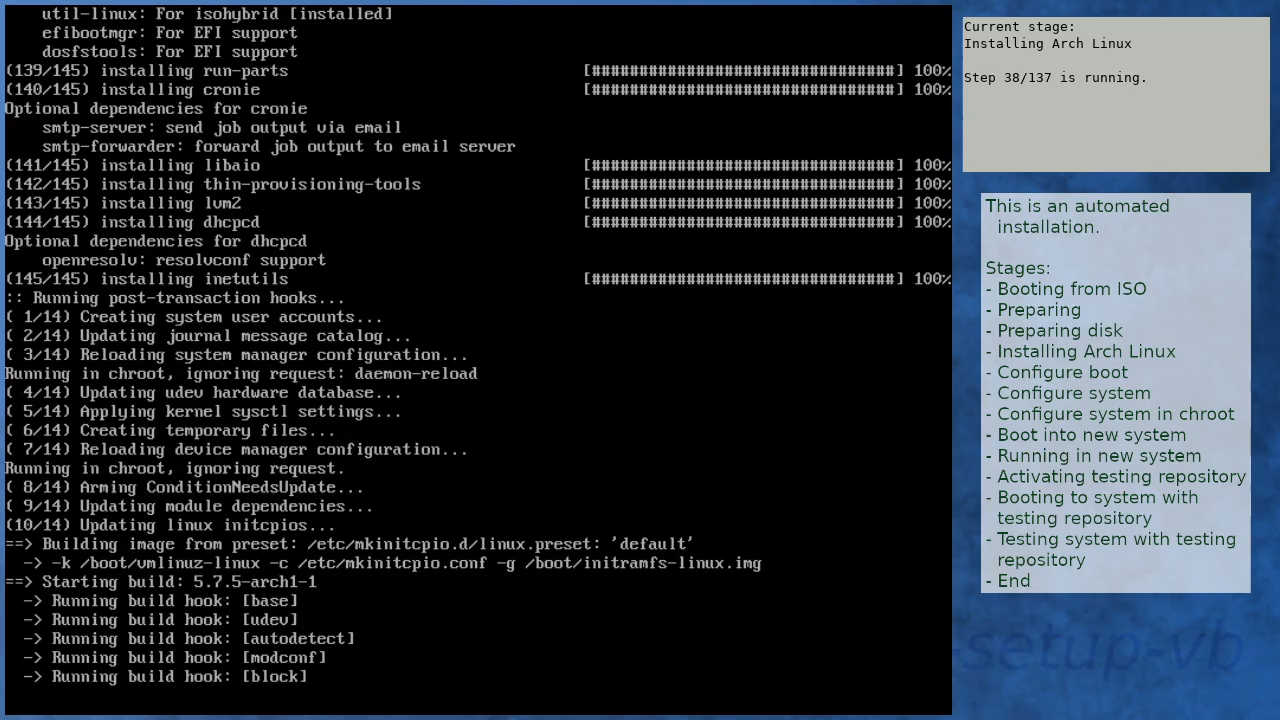 util-linux: For isohybrid [installed]
efibootmgr: For EFI support
dosfstools: For EFI support
(139/145) installing run-parts [################################] 100%
(140/145) installing cronie [################################] 100%
Optional dependencies for cronie
smtp-server: send job output via email
smtp-forwarder: forward job output to email server
(141/145) installing libaio [################################] 100%
(142/145) installing thin-provisioning-tools [################################] 100%
(143/145) installing lvm2 [################################] 100%
(144/145) installing dhcpcd [################################] 100%
Optional dependencies for dhcpcd
openresolv: resolvconf support
(145/145) installing inetutils [################################] 100%
:: Running post-transaction hooks...
( 1/14) Creating system user accounts...
( 2/14) Updating journal message catalog...
( 3/14) Reloading system manager configuration...
Running in chroot, ignoring request: daemon-reload
( 4/14) Updating udev hardware database...
( 5/14) Applying kernel sysctl settings...
( 6/14) Creating temporary files...
( 7/14) Reloading device manager configuration...
Running in chroot, ignoring request.
( 8/14) Arming ConditionNeedsUpdate...
( 9/14) Updating module dependencies...
(10/14) Updating linux initcpios...
==> Building image from preset: /etc/mkinitcpio.d/linux.preset: 'default'
-> -k /boot/vmlinuz-linux -c /etc/mkinitcpio.conf -g /boot/initramfs-linux.img
==> Starting build: 5.7.5-arch1-1
-> Running build hook: [base]
-> Running build hook: [udev]
-> Running build hook: [autodetect]
-> Running build hook: [modconf]
-> Running build hook: [block]
Current stage:
Installing Arch Linux
Step 38/137 is running.
This is an automated
installation.
Stages:
- Booting from ISO
- Preparing
- Preparing disk
- Installing Arch Linux
- Configure boot
- Configure system
- Configure system in chroot
- Boot into new system
- Running in new system
- Activating testing repository
- Booting to system with
testing repository
- Testing system with testing
repository
- End
-setup-vb